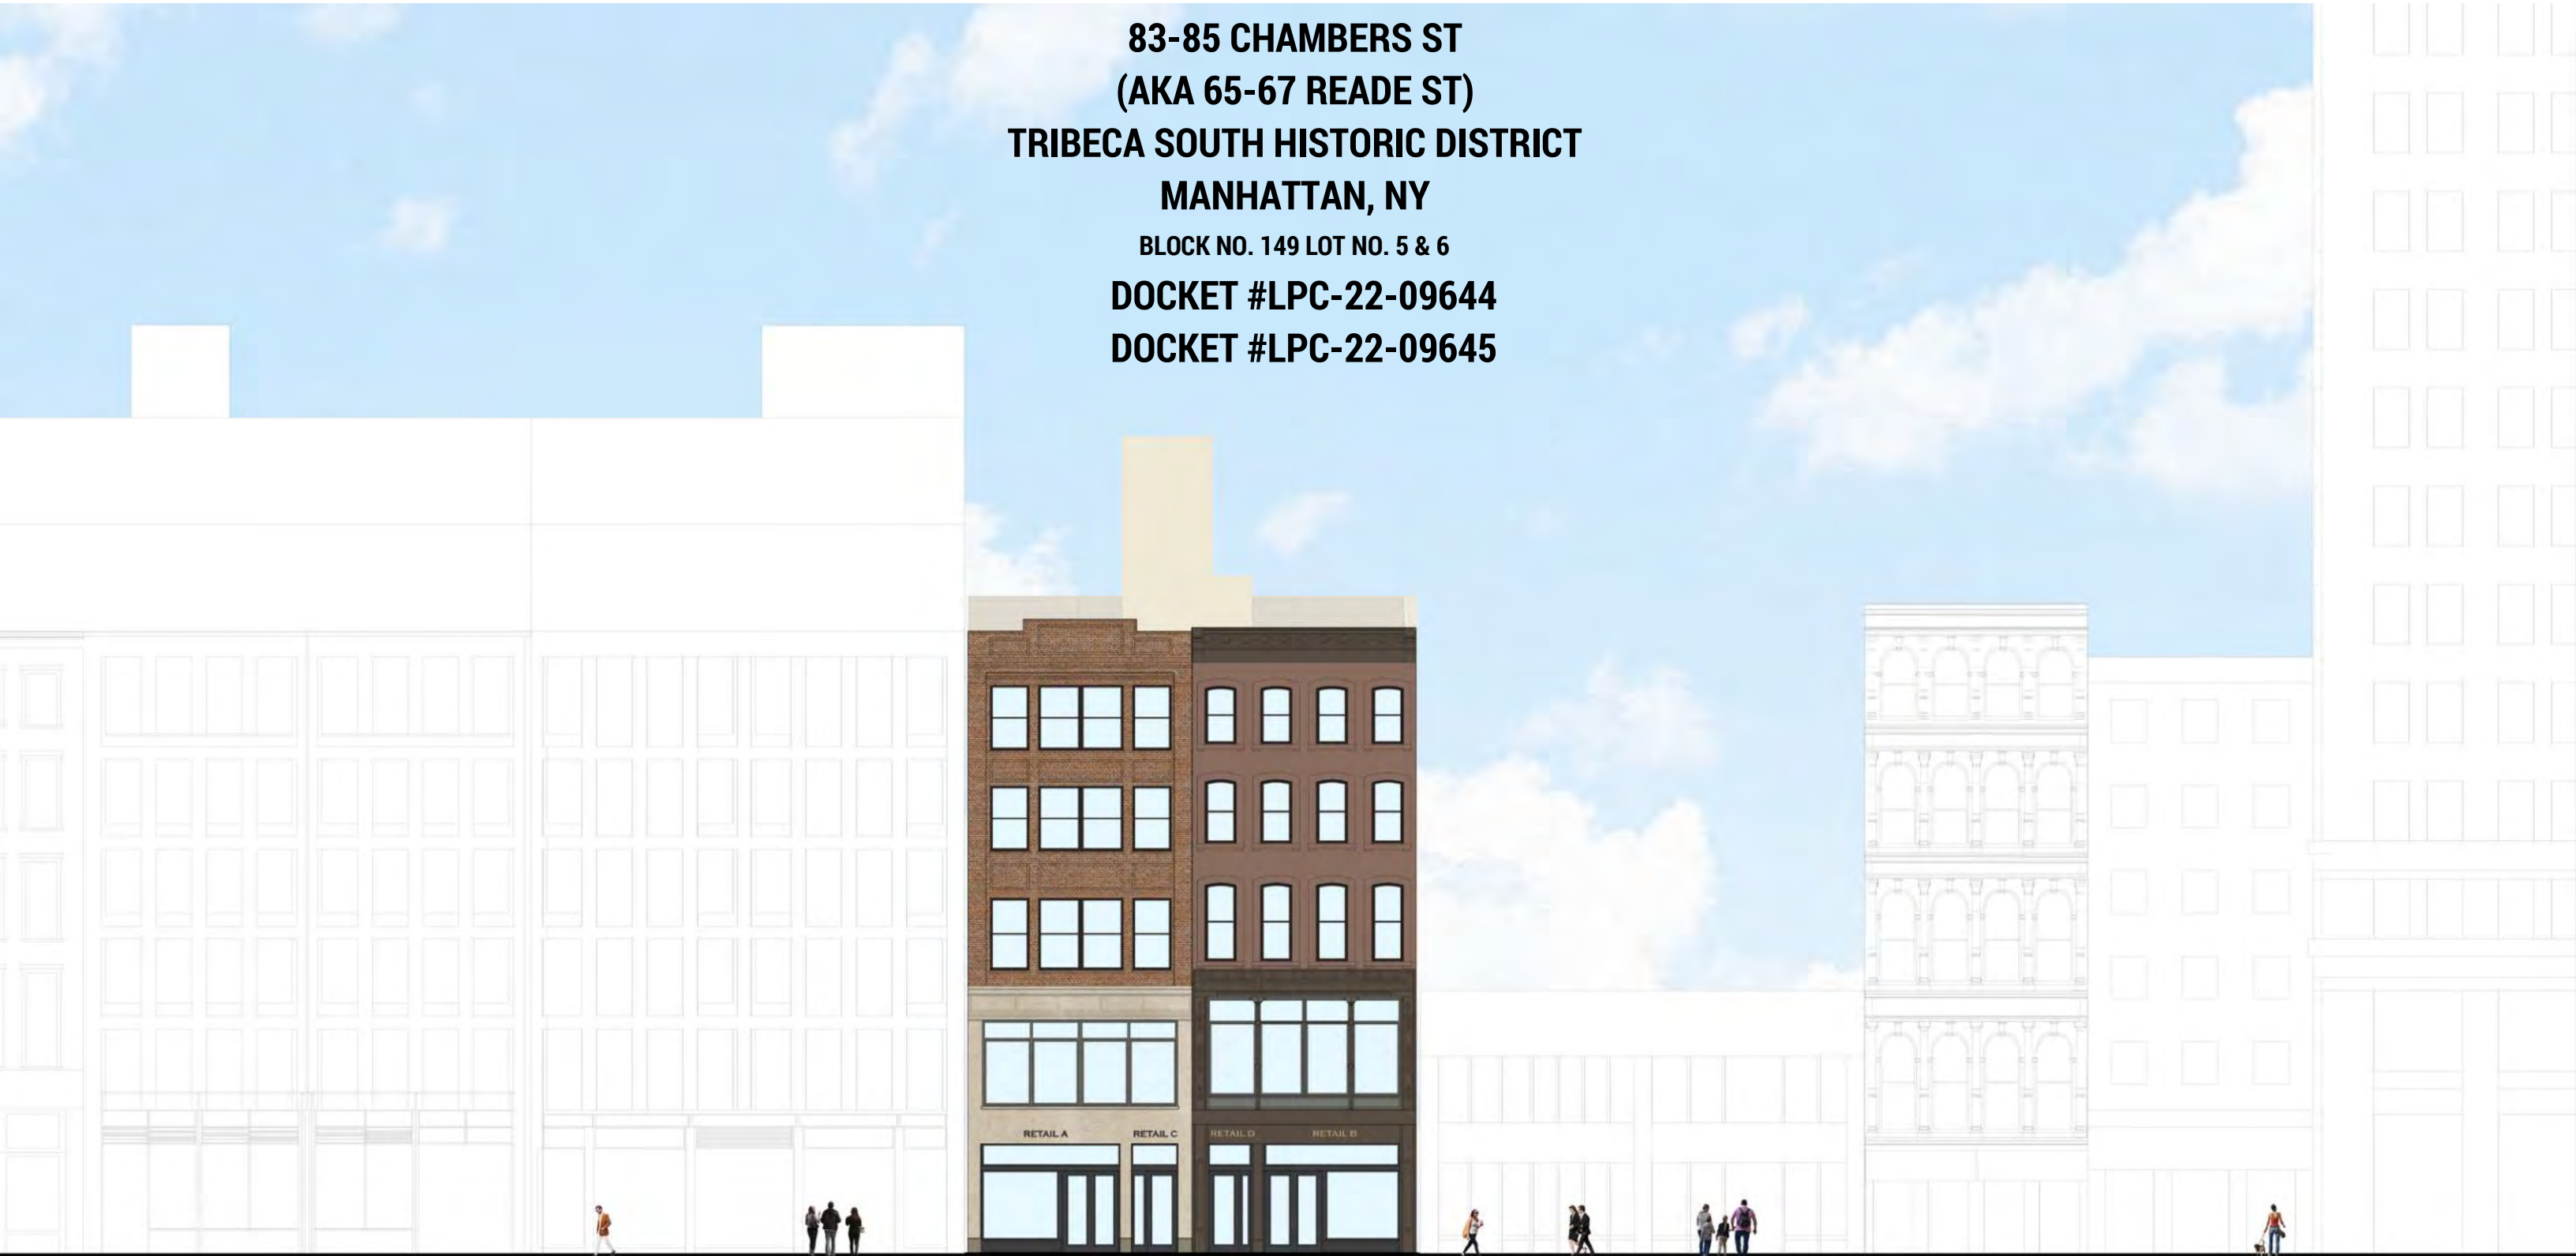 83-85 CHAMBERS ST
(AKA 65-67 READE ST)
TRIBECA SOUTH HISTORIC DISTRICT
MANHATTAN, NY
BLOCK NO. 149 LOT NO. 5 & 6
DOCKET #LPC-22-09644
DOCKET #LPC-22-09645
RETAIL A RETAIL C RETAIL D RETAIL B